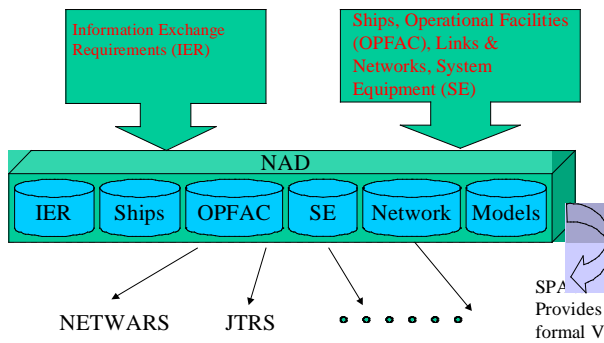 Information Exchange
Requirements (IER)
Ships, Operational Facilities
(OPFAC), Links &
Networks, System
Equipment (SE)
NAD
IER
Ships
OPFAC
SE
Network
Models
NETWARS
JTRS
Provides
formal V